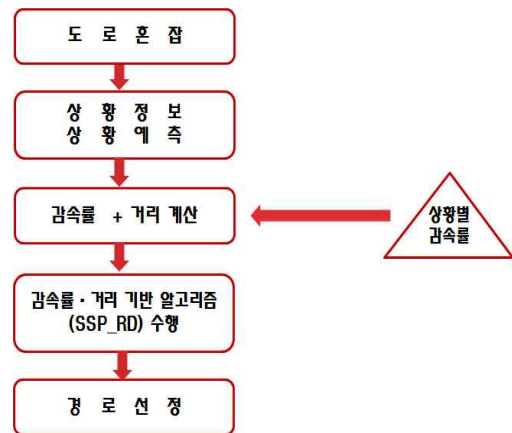 도 로 혼 잡
상 황 정 보
상 황 예 측
감속률 + 거리 계산
상황별
감속률
감속률·거리 기반 알고리즘
(SSP_RD) 수행
경 로 선 정